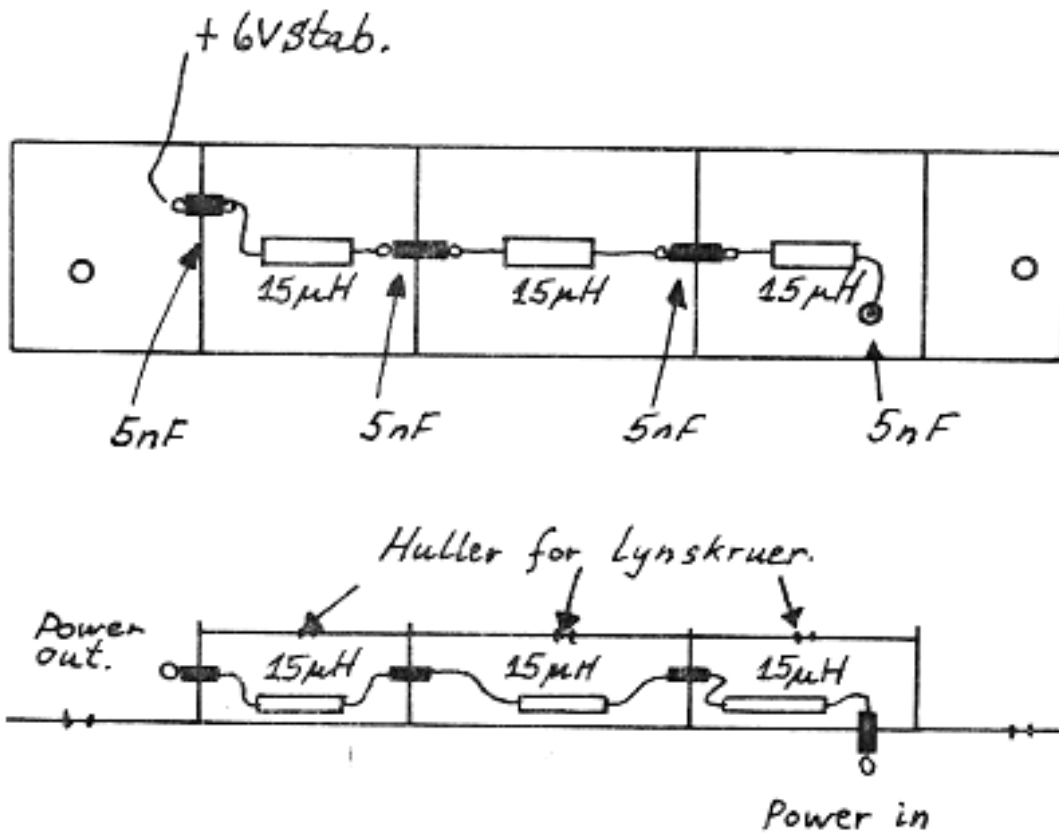 + 6V Stab.
15µH 15µH 15µH
5nF 5nF 5nF 5nF
Huller for Lynskruer.
Power
out.
15µH 15µH 15µH
Power in